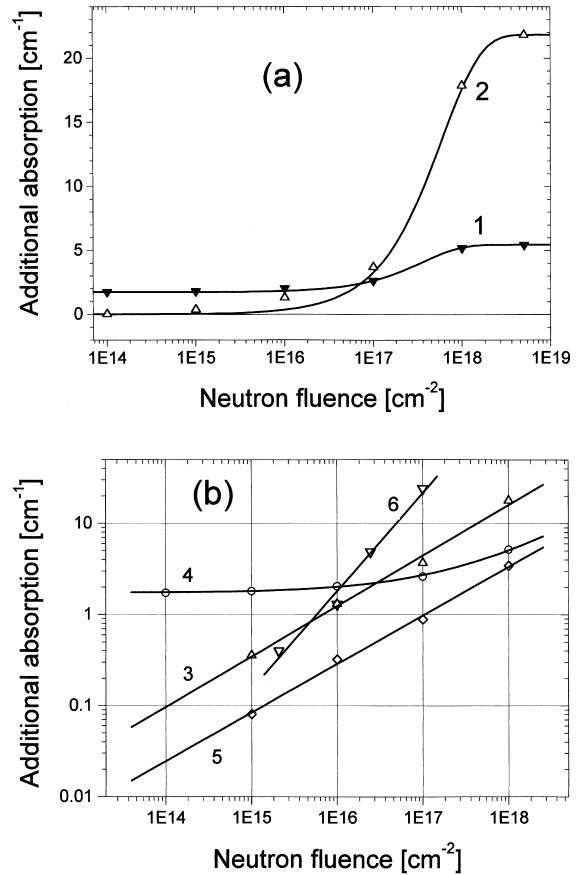 20
15
10
5
0
Additional absorption [cm⁻¹]
(a)
2
1
1E14 1E15 1E16 1E17 1E18 1E19
Neutron fluence [cm⁻²]
10
1
0.1
0.01
Additional absorption [cm⁻¹]
(b)
6
4
3
5
1E14 1E15 1E16 1E17 1E18
Neutron fluence [cm⁻²]